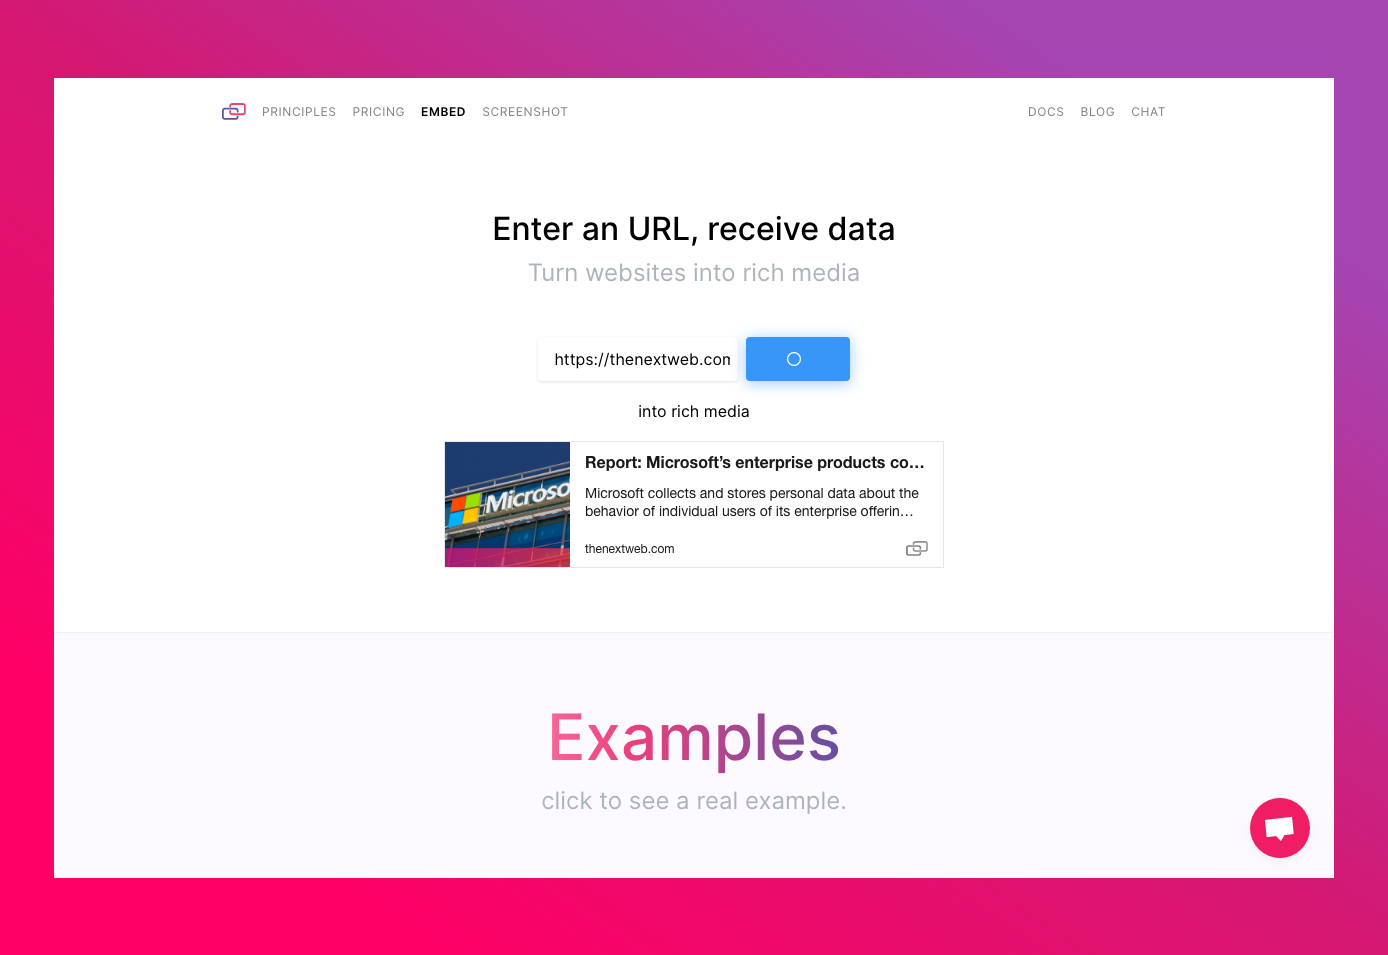 PRINCIPLES PRICING EMBED SCREENSHOT DOCS BLOG CHAT
Enter an URL, receive data
Turn websites into rich media
https://thenextweb.com
into rich media
Microso
Report: Microsoft’s enterprise products co...
Microsoft collects and stores personal data about the
behavior of individual users of its enterprise offerin...
thenextweb.com
Examples
click to see a real example.